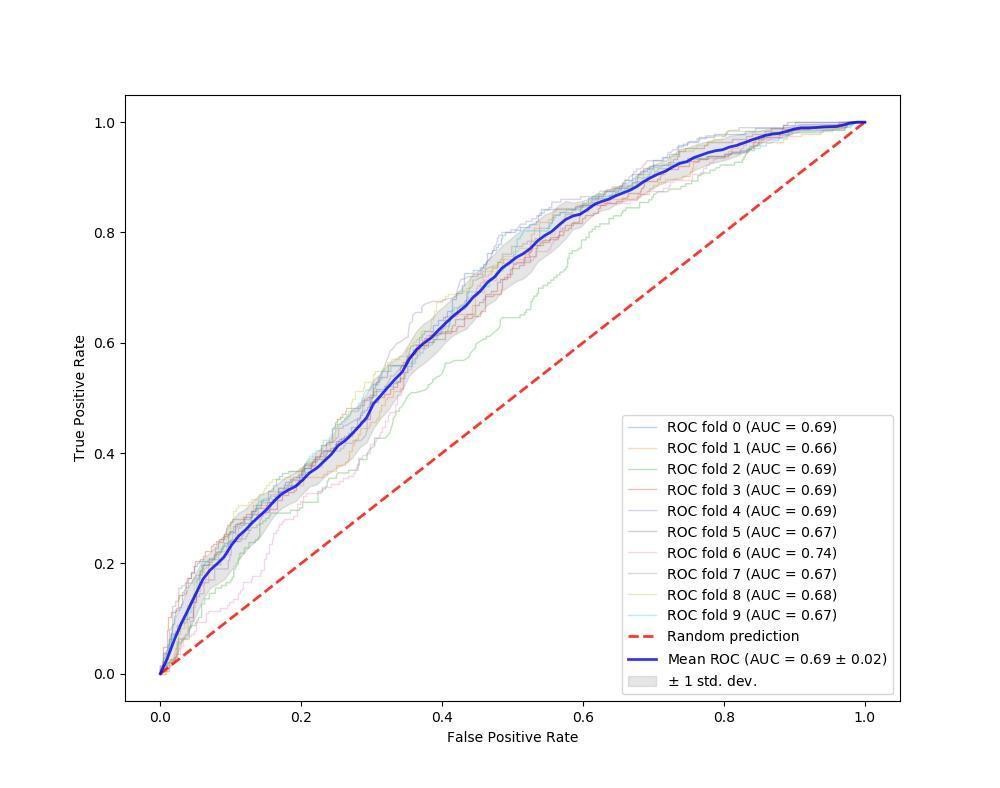 1.0
0.8
0.6
0.4
0.2
0.0
True Positive Rate
0.0 0.2 0.4 0.6 0.8 1.0
False Positive Rate
ROC fold 0 (AUC = 0.69)
ROC fold 1 (AUC = 0.66)
ROC fold 2 (AUC = 0.69)
ROC fold 3 (AUC = 0.69)
ROC fold 4 (AUC = 0.69)
ROC fold 5 (AUC = 0.67)
ROC fold 6 (AUC = 0.74)
ROC fold 7 (AUC = 0.67)
ROC fold 8 (AUC = 0.68)
ROC fold 9 (AUC = 0.67)
Random prediction
Mean ROC (AUC = 0.69 ± 0.02)
± 1 std. dev.